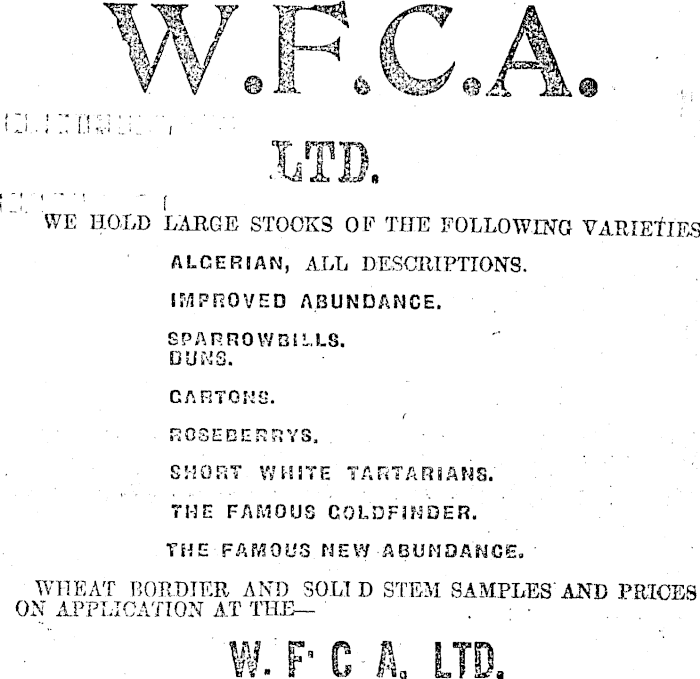 W.F.C.A.
LTD.
WE HOLD LARGE STOCKS OF THE FOLLOWING VARIETIES
ALGERIAN, ALL DESCRIPTIONS.
IMPROVED ABUNDANCE.
SPARROWBILLS.
DUNS.
GARTONS.
ROSEBERRYS.
SHORT WHITE TARTARIANS.
THE FAMOUS GOLDFINDER.
THE FAMOUS NEW ABUNDANCE.
WHEAT BORDIER AND SOLI D STEM SAMPLES AND PRICES
ON APPLICATION AT THE—
W. F. C A. LTD.